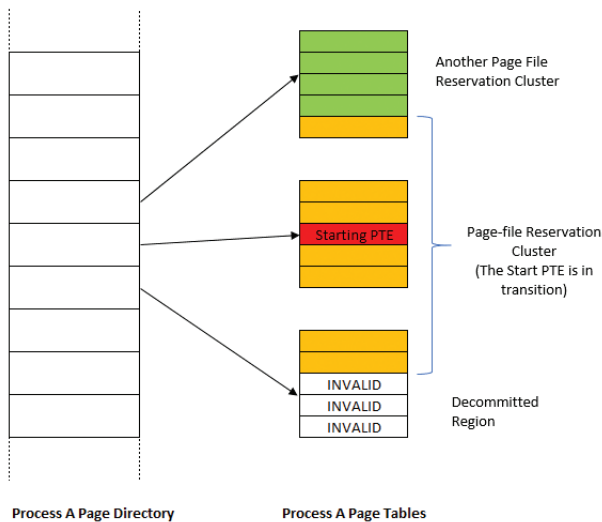 Another Page File
Reservation Cluster
Starting PTE
Page-file Reservation
Cluster
(The Start PTE is in
transition)
INVALID
INVALID
INVALID
Decommitted
Region
Process A Page Directory
Process A Page Tables